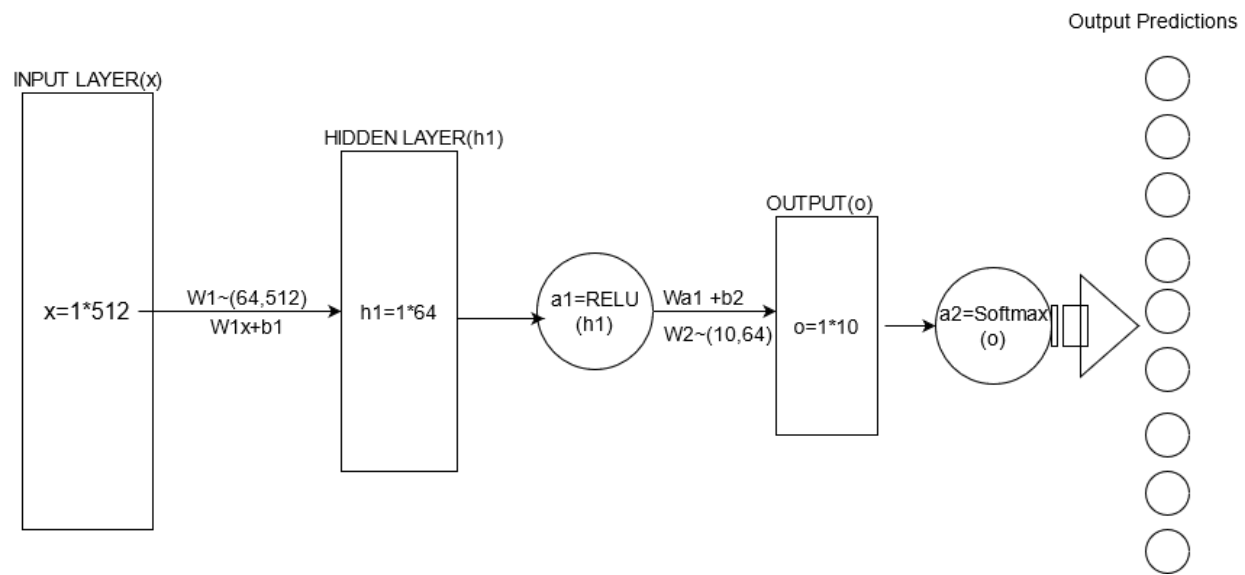 Output Predictions
INPUT LAYER(x)
x=1*512
W1~(64,512)
W1x+b1
HIDDEN LAYER(h1)
h1=1*64
a1=RELU
(h1)
Wa1 +b2
W2~(10,64)
OUTPUT(o)
o=1*10
a2=Softmax
(o)